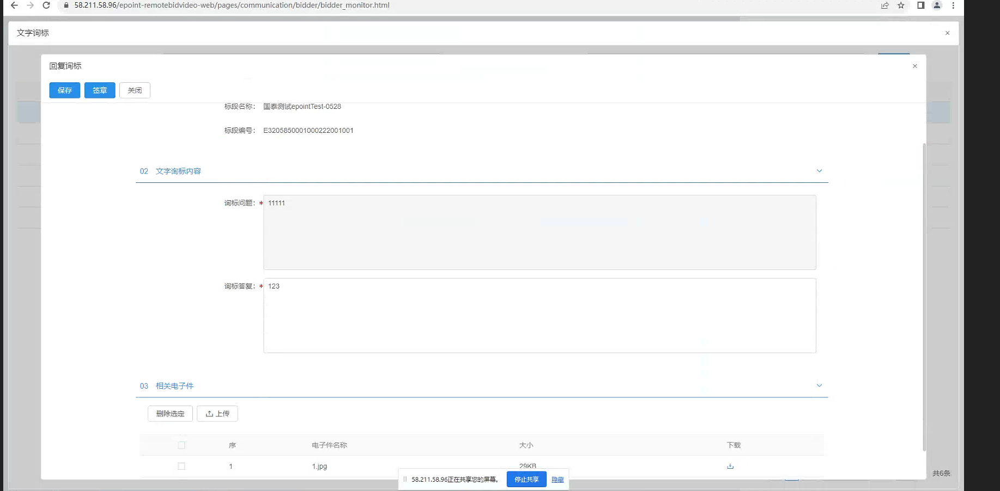 58.211.58.96/epoint-remotebidvideo-web/pages/communication/bidder/bidder_monitor.html
文字询标
回复询标
保存 签章 关闭
标段名称： 国泰测试epointTest-0528
标段编号： E3205850001000222001001
02 文字询标内容
询标问题： * 11111
询标答复： * 123
03 相关电子件
删除选定 上传
序 电子件名称 大小 下载
1 1.jpg 29KB
共6条
58.211.58.96正在共享您的屏幕。 停止共享 隐藏